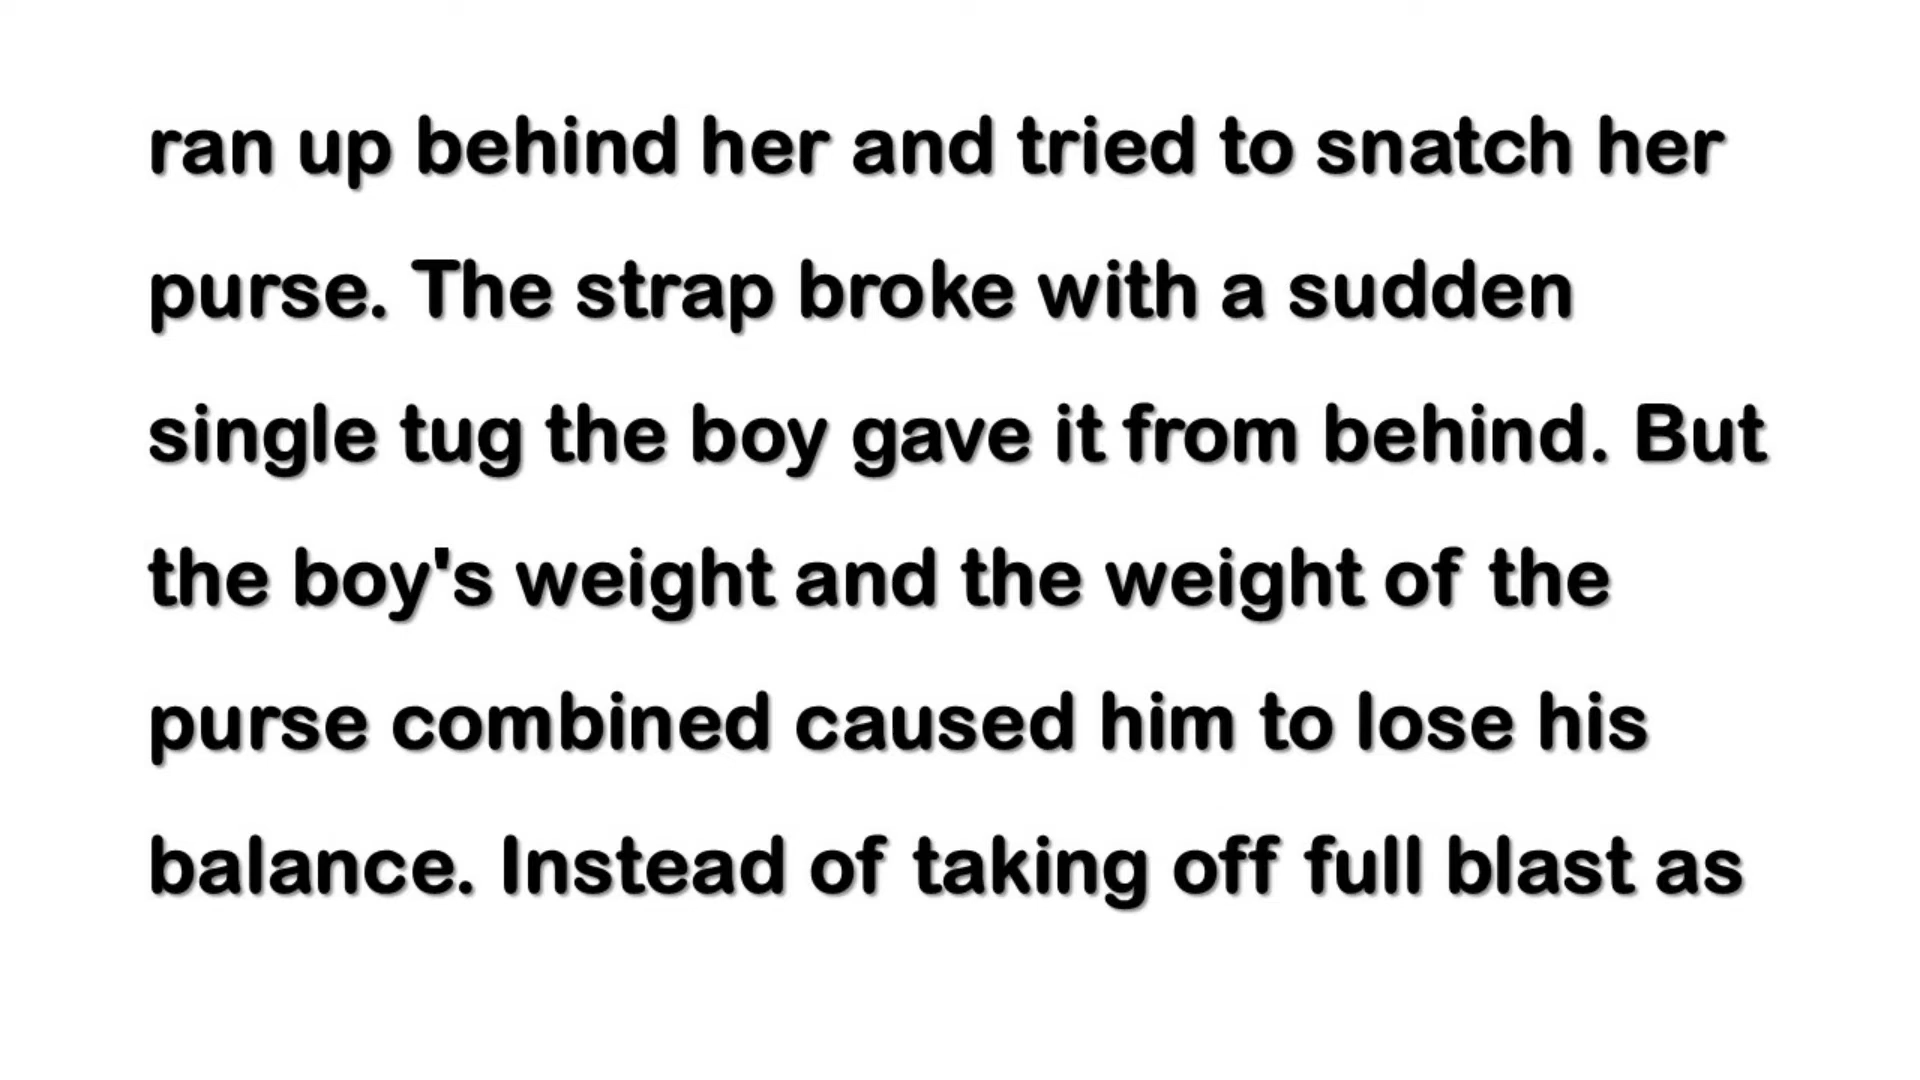 ran up behind her and tried to snatch her
purse. The strap broke with a sudden
single tug the boy gave it from behind. But
the boy's weight and the weight of the
purse combined caused him to lose his
balance. Instead of taking off full blast as